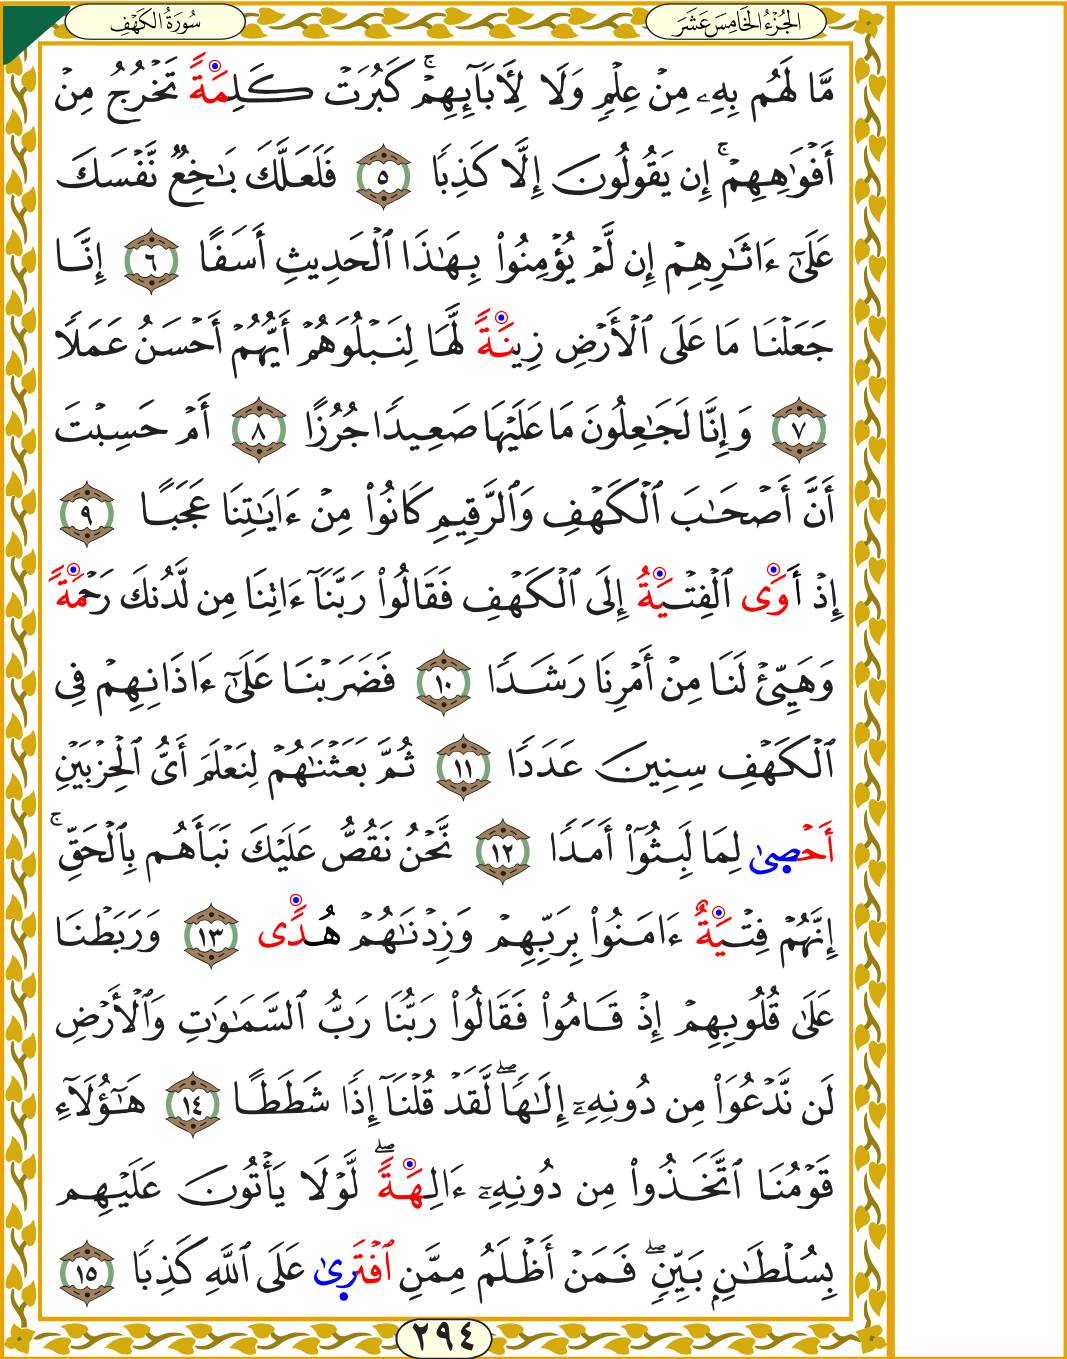 الجُزْءُ الخَامِسَ عَشَرَ
سُورَةُ الكَهْفِ
مَّا لَهُم بِهِۦ مِنْ عِلْمٍ وَلَا لِأَبَآئِهِمْ ۚ كَبُرَتْ كَلِمَةً تَخْرُجُ مِنْ
أَفْوَٰهِهِمْ ۚ إِن يَقُولُونَ إِلَّا كَذِبًا ٥ فَلَعَلَّكَ بَٰخِعٌ نَّفْسَكَ
عَلَىٰٓ ءَاثَٰرِهِمْ إِن لَّمْ يُؤْمِنُوا۟ بِهَٰذَا ٱلْحَدِيثِ أَسَفًا ٦ إِنَّا
جَعَلْنَا مَا عَلَى ٱلْأَرْضِ زِينَةً لَّهَا لِنَبْلُوَهُمْ أَيُّهُمْ أَحْسَنُ عَمَلًا
٧ وَإِنَّا لَجَٰعِلُونَ مَا عَلَيْهَا صَعِيدًا جُرُزًا ٨ أَمْ حَسِبْتَ
أَنَّ أَصْحَٰبَ ٱلْكَهْفِ وَٱلرَّقِيمِ كَانُوا۟ مِنْ ءَايَٰتِنَا عَجَبًا ٩
إِذْ أَوَى ٱلْفِتْيَةُ إِلَى ٱلْكَهْفِ فَقَالُوا۟ رَبَّنَآ ءَاتِنَا مِن لَّدُنكَ رَحْمَةً
وَهَيِّئْ لَنَا مِنْ أَمْرِنَا رَشَدًا ١٠ فَضَرَبْنَا عَلَىٰٓ ءَاذَانِهِمْ فِى
ٱلْكَهْفِ سِنِينَ عَدَدًا ١١ ثُمَّ بَعَثْنَٰهُمْ لِنَعْلَمَ أَىُّ ٱلْحِزْبَيْنِ
أَحْصَىٰ لِمَا لَبِثُوٓا۟ أَمَدًا ١٢ نَّحْنُ نَقُصُّ عَلَيْكَ نَبَأَهُم بِٱلْحَقِّ ۚ
إِنَّهُمْ فِتْيَةٌ ءَامَنُوا۟ بِرَبِّهِمْ وَزِدْنَٰهُمْ هُدًى ١٣ وَرَبَطْنَا
عَلَىٰ قُلُوبِهِمْ إِذْ قَامُوا۟ فَقَالُوا۟ رَبُّنَا رَبُّ ٱلسَّمَٰوَٰتِ وَٱلْأَرْضِ
لَن نَّدْعُوَا۟ مِن دُونِهِۦٓ إِلَٰهًا ۖ لَّقَدْ قُلْنَآ إِذًا شَطَطًا ١٤ هَٰٓؤُلَآءِ
قَوْمُنَا ٱتَّخَذُوا۟ مِن دُونِهِۦٓ ءَالِهَةً ۖ لَّوْلَا يَأْتُونَ عَلَيْهِم
بِسُلْطَٰنٍۭ بَيِّنٍ ۖ فَمَنْ أَظْلَمُ مِمَّنِ ٱفْتَرَىٰ عَلَى ٱللَّهِ كَذِبًا ١٥
٢٩٤